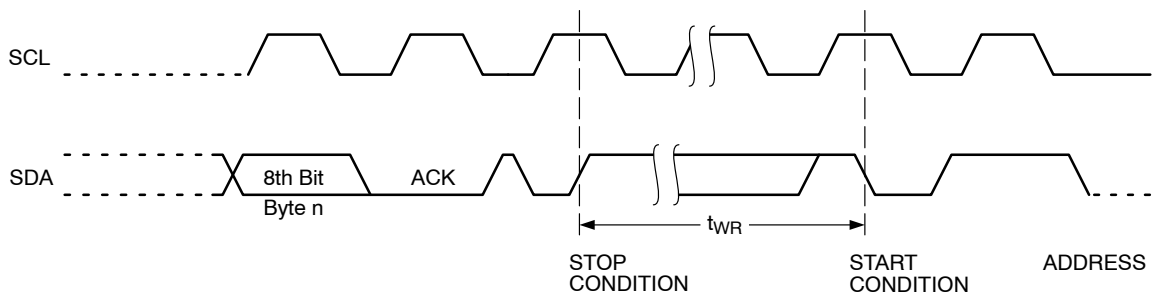 SCL
SDA
8th Bit
Byte n
ACK
tWR
STOP
CONDITION
START
CONDITION
ADDRESS